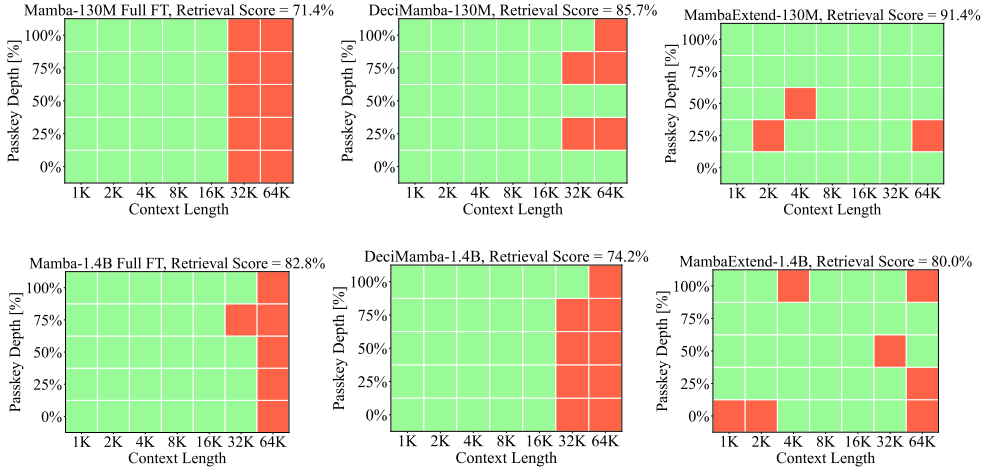 Mamba-130M Full FT, Retrieval Score = 71.4%
Passkey Depth [%]
100%
75%
50%
25%
0%
1K 2K 4K 8K 16K 32K 64K
Context Length
DeciMamba-130M, Retrieval Score = 85.7%
Passkey Depth [%]
100%
75%
50%
25%
0%
1K 2K 4K 8K 16K 32K 64K
Context Length
MambaExtend-130M, Retrieval Score = 91.4%
Passkey Depth [%]
100%
75%
50%
25%
0%
1K 2K 4K 8K 16K 32K 64K
Context Length
Mamba-1.4B Full FT, Retrieval Score = 82.8%
Passkey Depth [%]
100%
75%
50%
25%
0%
1K 2K 4K 8K 16K 32K 64K
Context Length
DeciMamba-1.4B, Retrieval Score = 74.2%
Passkey Depth [%]
100%
75%
50%
25%
0%
1K 2K 4K 8K 16K 32K 64K
Context Length
MambaExtend-1.4B, Retrieval Score = 80.0%
Passkey Depth [%]
100%
75%
50%
25%
0%
1K 2K 4K 8K 16K 32K 64K
Context Length